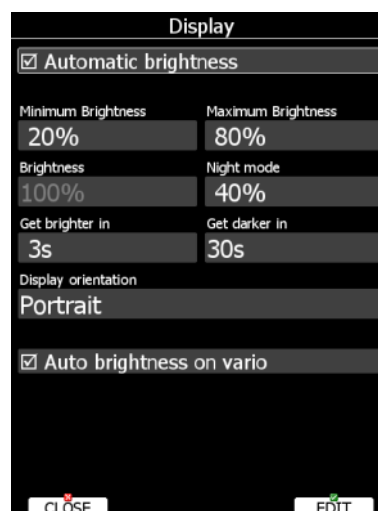 Display
Automatic brightness
Minimum Brightness Maximum Brightness
20% 80%
Brightness Night mode
100% 40%
Get brighter in Get darker in
3s 30s
Display orientation
Portrait
Auto brightness on vario
CLOSE EDIT